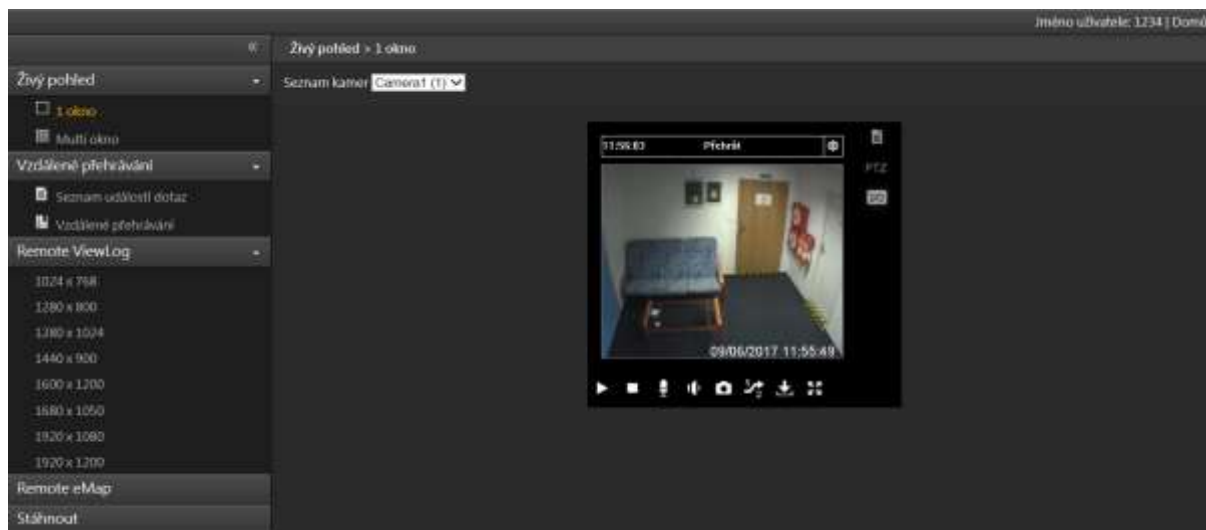 Jméno uživatele: 1234 | Domů
«
Živý pohled > 1 okno
Živý pohled
Seznam kamer Camera1 (1)
1 okno
Multi okno
Vzdálené přehrávání
Seznam událostí dotaz
Vzdálené přehrávání
Remote ViewLog
1024 x 768
1280 x 800
1280 x 1024
1440 x 900
1600 x 1200
1680 x 1050
1920 x 1080
1920 x 1200
Remote eMap
Stáhnout
Přehrát
PTZ
I/O
09/06/2017 11:55:49